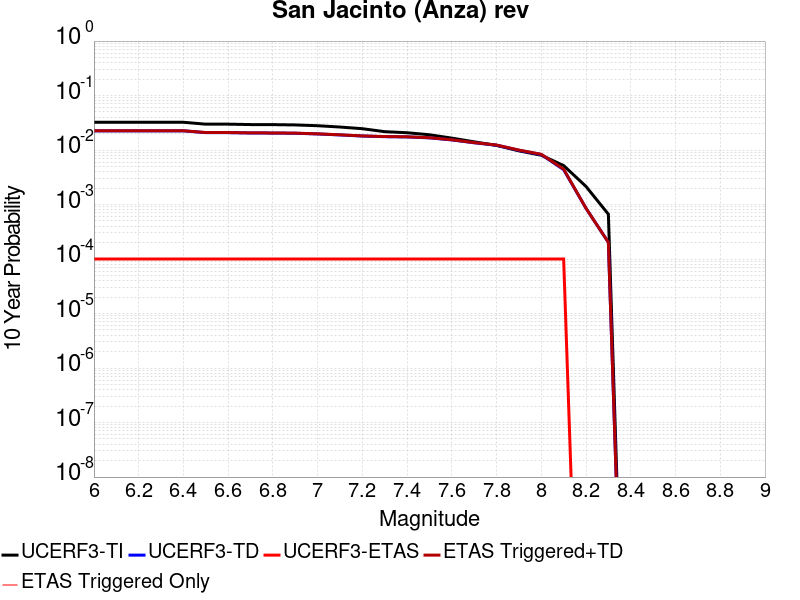 San Jacinto (Anza) rev
10^0
10^-1
10^-2
10^-3
10^-4
10^-5
10^-6
10^-7
10^-8
10 Year Probability
6 6.2 6.4 6.6 6.8 7 7.2 7.4 7.6 7.8 8 8.2 8.4 8.6 8.8 9
Magnitude
UCERF3-TI UCERF3-TD UCERF3-ETAS ETAS Triggered+TD
ETAS Triggered Only